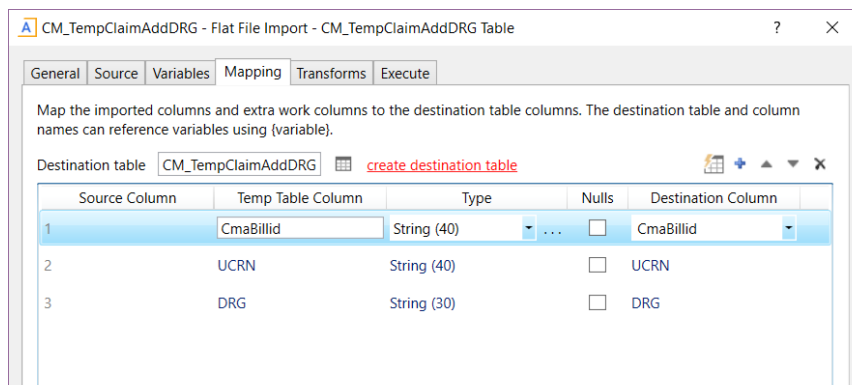 A CM_TempClaimAddDRG - Flat File Import - CM_TempClaimAddDRG Table ?
General Source Variables Mapping Transforms Execute
Map the imported columns and extra work columns to the destination table columns. The destination table and column
names can reference variables using {variable}.
Destination table CM_TempClaimAddDRG create destination table
Source Column Temp Table Column Type Nulls Destination Column
1 CmaBillid String (40) ... CmaBillid
2 UCRN String (40) UCRN
3 DRG String (30) DRG